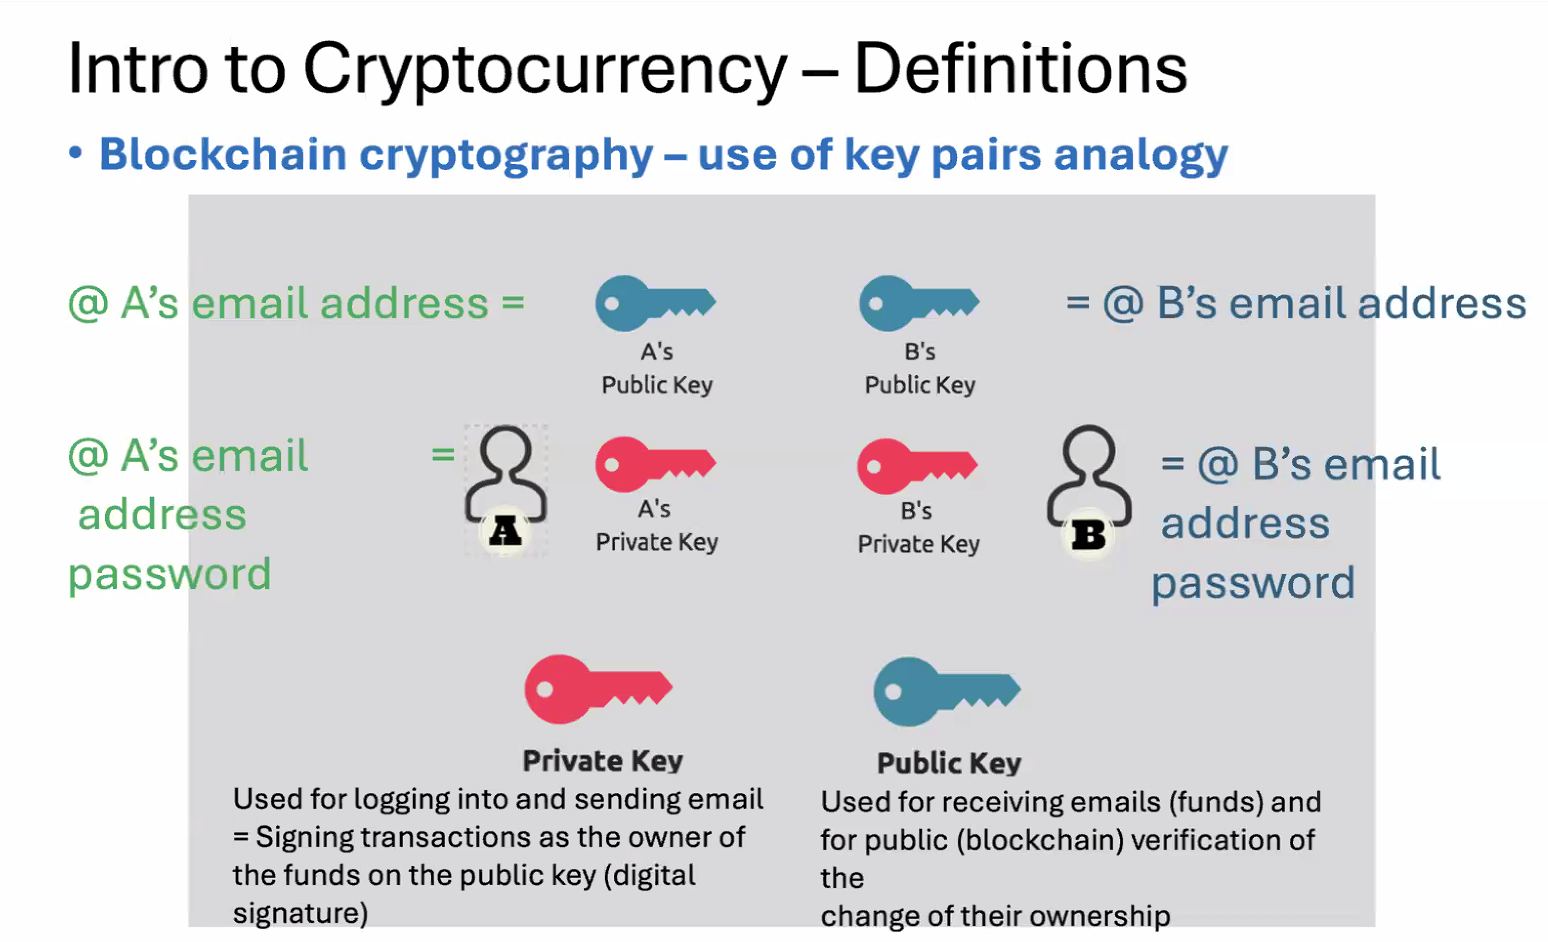 Intro to Cryptocurrency – Definitions
• Blockchain cryptography – use of key pairs analogy
@ A's email address =
= @ B's email address
A's
Public Key
B's
Public Key
@ A's email =
address
password
A
A's
Private Key
B's
Private Key
B
= @ B's email
address
password
Private Key
Used for logging into and sending email
= Signing transactions as the owner of
the funds on the public key (digital
signature)
Public Key
Used for receiving emails (funds) and
for public (blockchain) verification of
the
change of their ownership